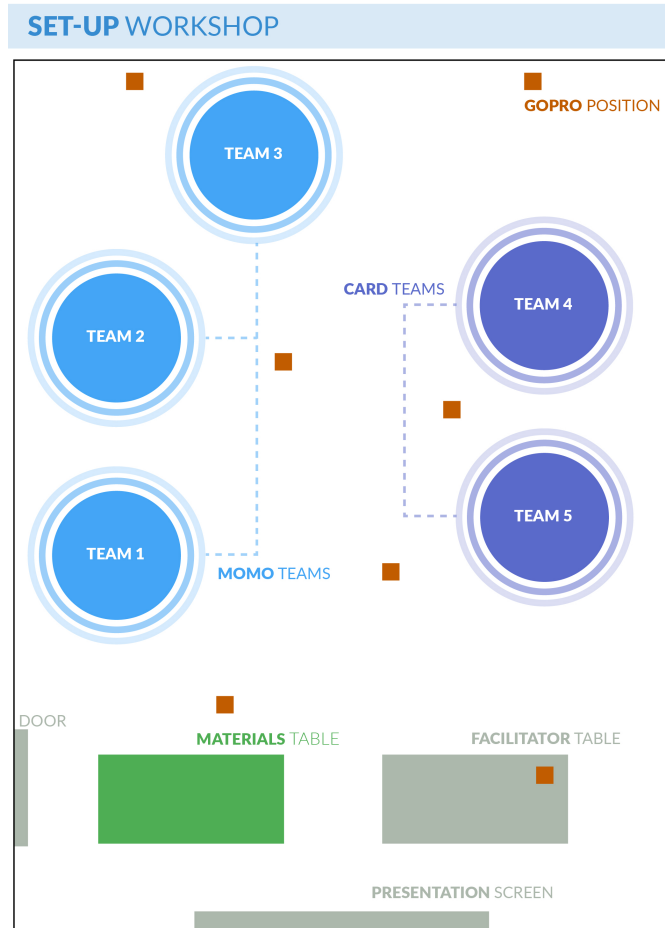 SET-UP WORKSHOP
GOPRO POSITION
TEAM 3
CARD TEAMS
TEAM 4
TEAM 2
TEAM 5
TEAM 1
MOMO TEAMS
DOOR
MATERIALS TABLE
FACILITATOR TABLE
PRESENTATION SCREEN